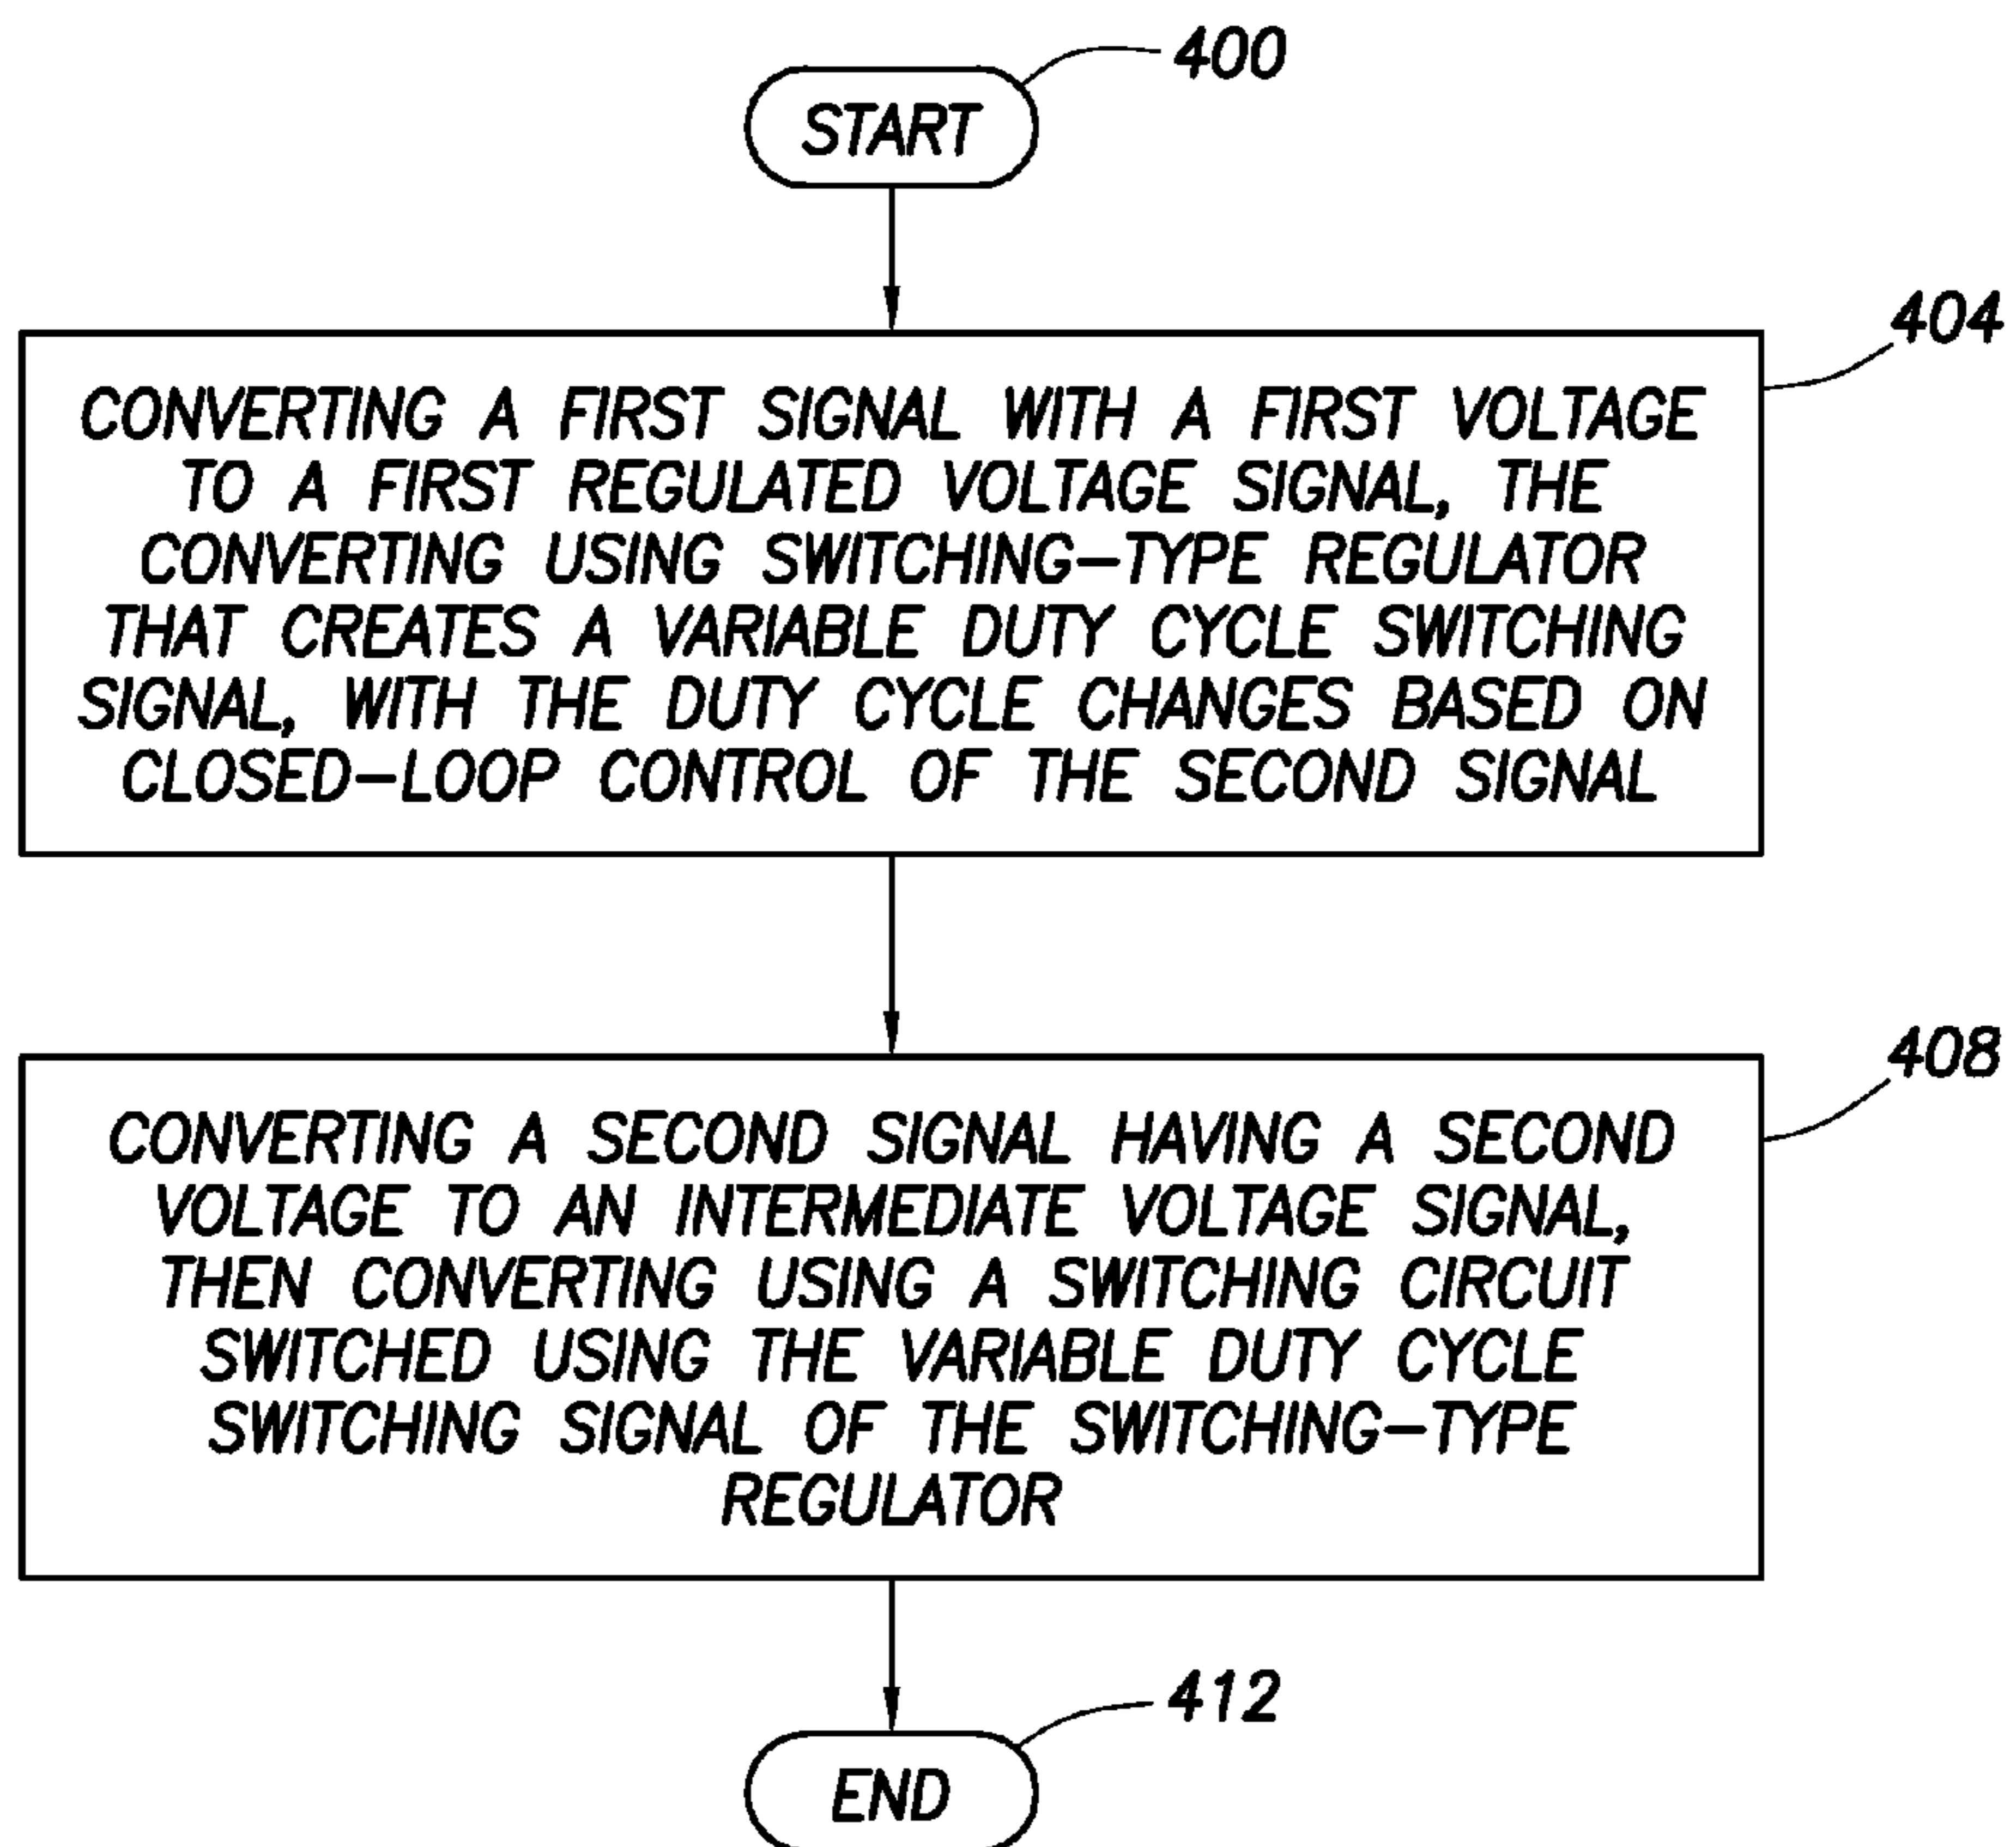 400
START
404
CONVERTING A FIRST SIGNAL WITH A FIRST VOLTAGE
TO A FIRST REGULATED VOLTAGE SIGNAL, THE
CONVERTING USING SWITCHING-TYPE REGULATOR
THAT CREATES A VARIABLE DUTY CYCLE SWITCHING
SIGNAL, WITH THE DUTY CYCLE CHANGES BASED ON
CLOSED-LOOP CONTROL OF THE SECOND SIGNAL
408
CONVERTING A SECOND SIGNAL HAVING A SECOND
VOLTAGE TO AN INTERMEDIATE VOLTAGE SIGNAL,
THEN CONVERTING USING A SWITCHING CIRCUIT
SWITCHED USING THE VARIABLE DUTY CYCLE
SWITCHING SIGNAL OF THE SWITCHING-TYPE
REGULATOR
412
END